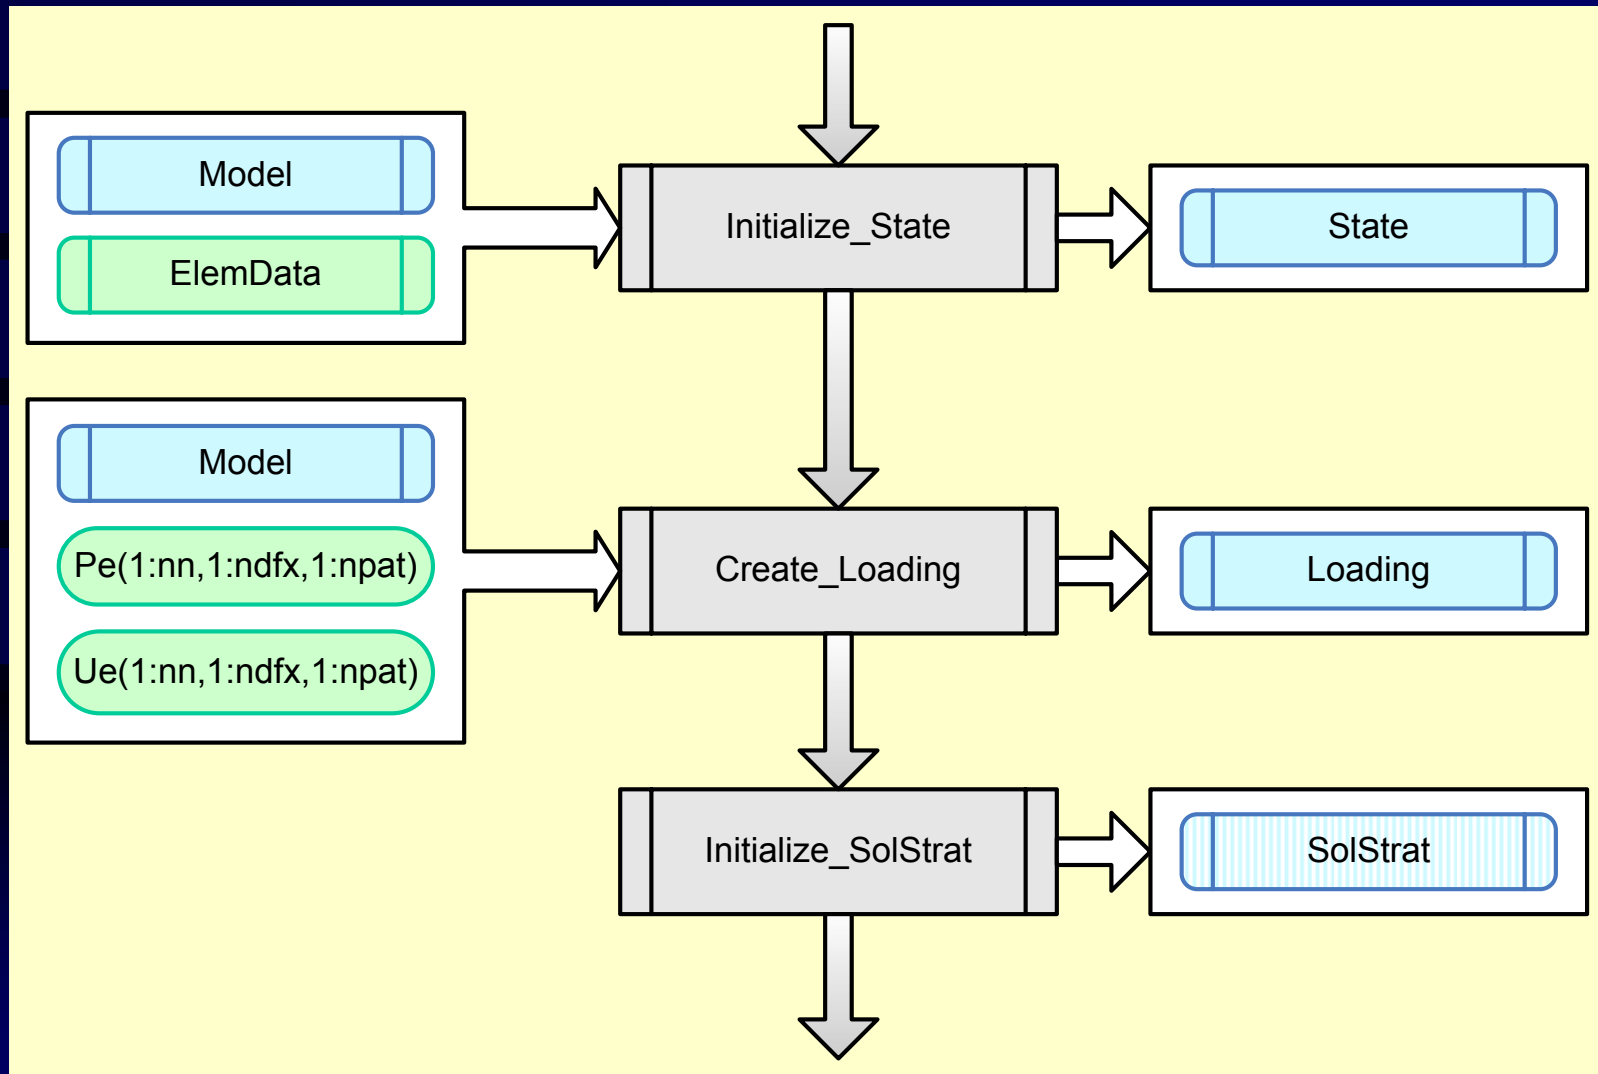 Model
ElemData
Initialize_State
State
Model
Pe(1:nn,1:ndfx,1:npat)
Ue(1:nn,1:ndfx,1:npat)
Create_Loading
Loading
Initialize_SolStrat
SolStrat